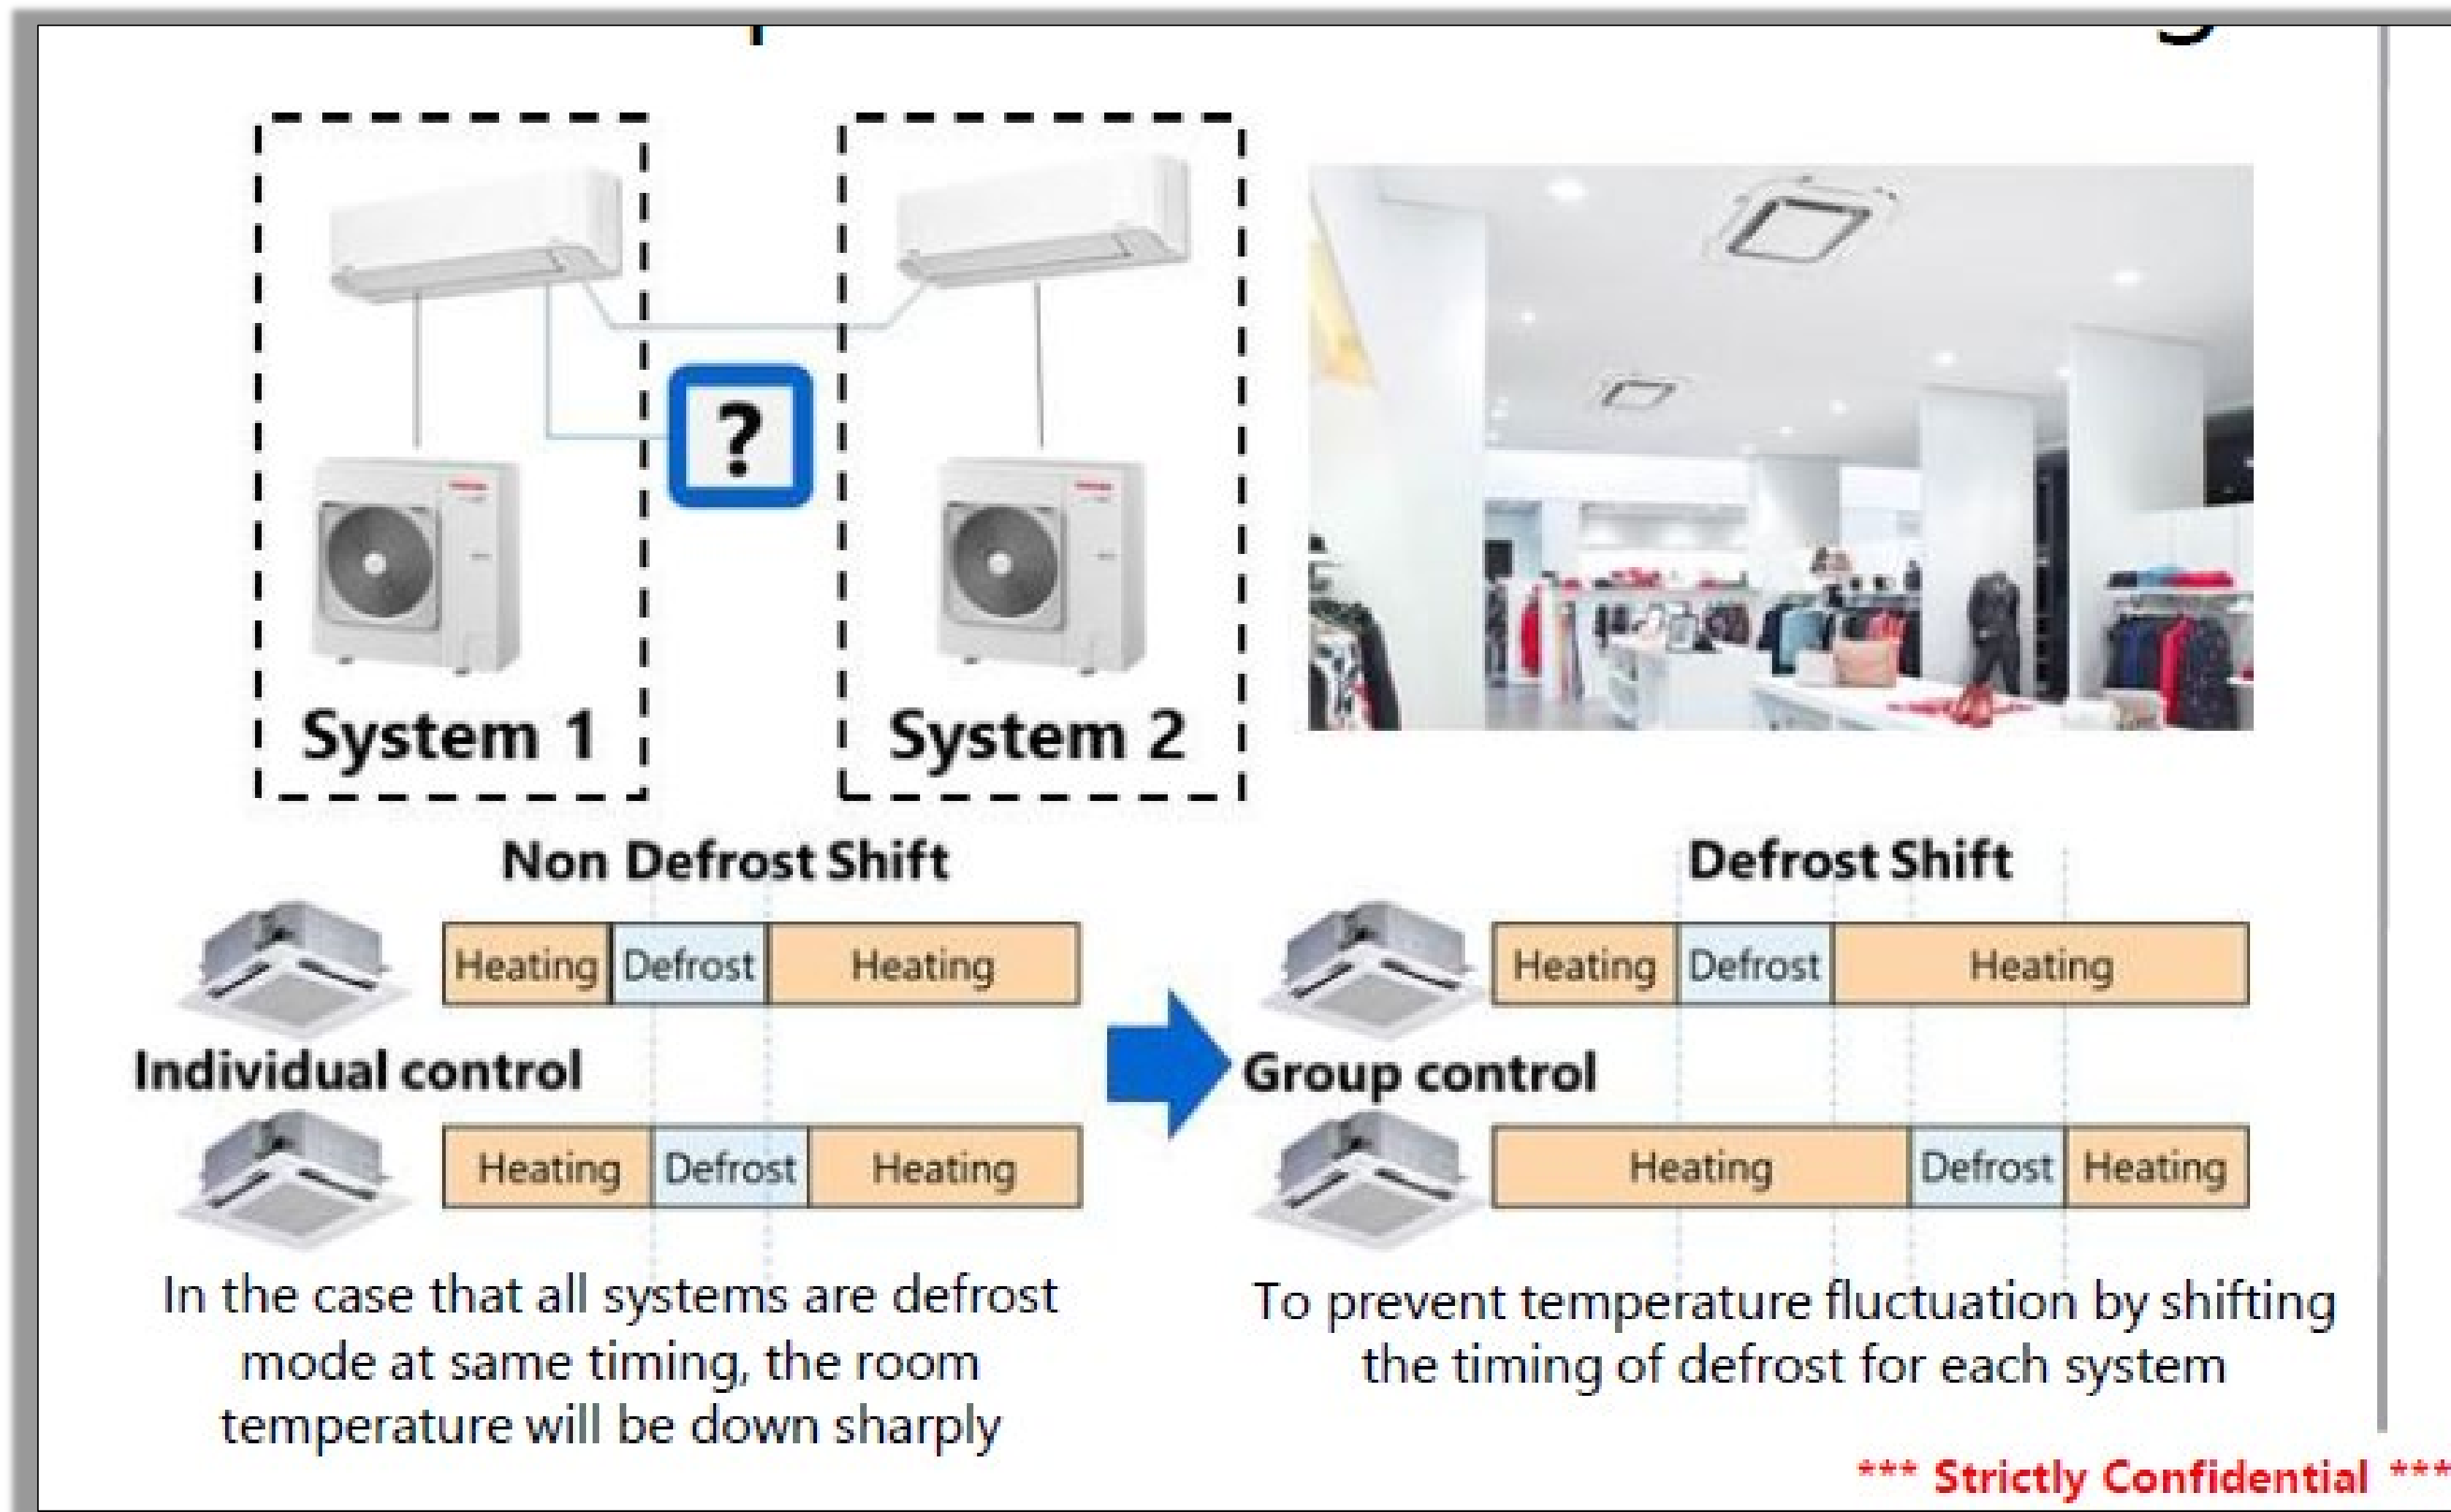 ?
System 1
System 2
Non Defrost Shift
Heating Defrost Heating
Individual control
Heating Defrost Heating
In the case that all systems are defrost
mode at same timing, the room
temperature will be down sharply
Defrost Shift
Heating Defrost Heating
Group control
Heating Defrost Heating
To prevent temperature fluctuation by shifting
the timing of defrost for each system
*** Strictly Confidential ***